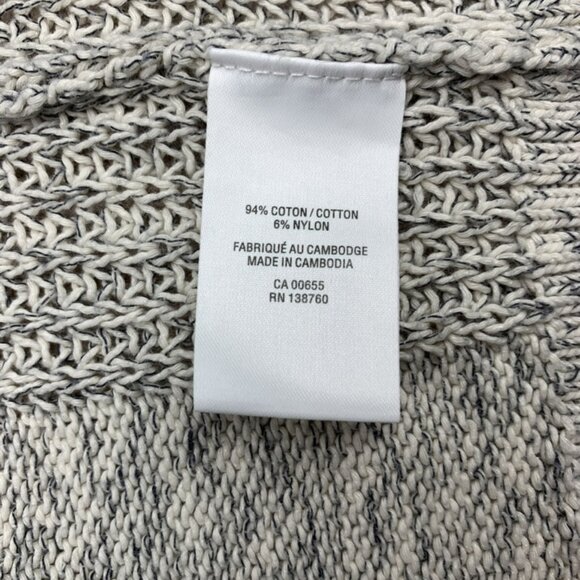 94% COTON / COTTON
6% NYLON
FABRIQUÉ AU CAMBODGE
MADE IN CAMBODIA
CA 00655
RN 138760